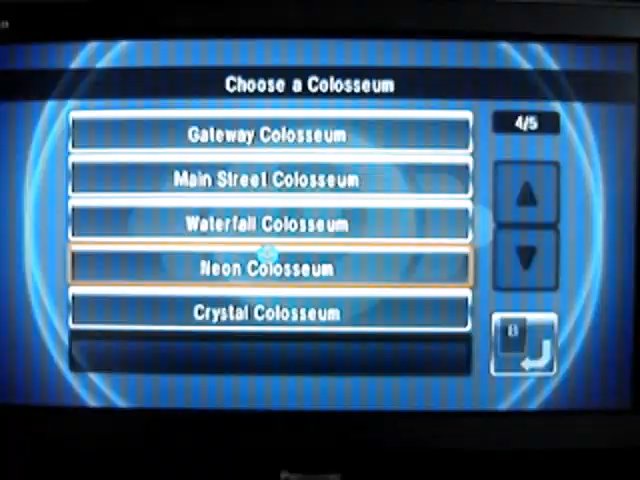 Choose a Colosseum
4/5
Gateway Colosseum
Main Street Colosseum
Waterfall Colosseum
Neon Colosseum
Crystal Colosseum
B